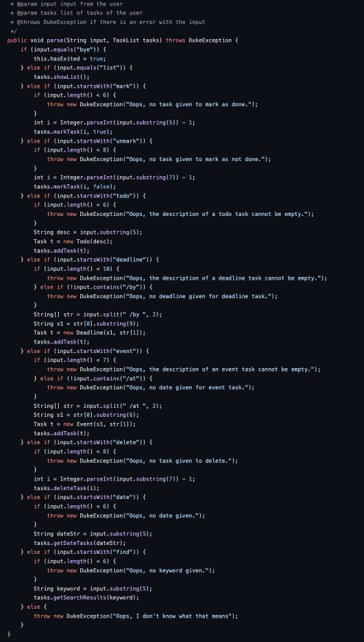 * @param input input from the user
* @param tasks list of tasks of the user
* @throws DukeException if there is an error with the input
*/
public void parse(String input, TaskList tasks) throws DukeException {
if (input.equals("bye")) {
this.hasExited = true;
} else if (input.equals("list")) {
tasks.showList();
} else if (input.startsWith("mark")) {
if (input.length() < 6) {
throw new DukeException("Oops, no task given to mark as done.");
}
int i = Integer.parseInt(input.substring(5)) - 1;
tasks.markTask(i, true);
} else if (input.startsWith("unmark")) {
if (input.length() < 8) {
throw new DukeException("Oops, no task given to mark as not done.");
}
int i = Integer.parseInt(input.substring(7)) - 1;
tasks.markTask(i, false);
} else if (input.startsWith("todo")) {
if (input.length() < 6) {
throw new DukeException("Oops, the description of a todo task cannot be empty.");
}
String desc = input.substring(5);
Task t = new Todo(desc);
tasks.addTask(t);
} else if (input.startsWith("deadline")) {
if (input.length() < 10) {
throw new DukeException("Oops, the description of a deadline task cannot be empty.");
} else if (!input.contains("/by")) {
throw new DukeException("Oops, no deadline given for deadline task.");
}
String[] str = input.split(" /by ", 2);
String s1 = str[0].substring(9);
Task t = new Deadline(s1, str[1]);
tasks.addTask(t);
} else if (input.startsWith("event")) {
if (input.length() < 7) {
throw new DukeException("Oops, the description of an event task cannot be empty.");
} else if (!input.contains("/at")) {
throw new DukeException("Oops, no date given for event task.");
}
String[] str = input.split(" /at ", 2);
String s1 = str[0].substring(6);
Task t = new Event(s1, str[1]);
tasks.addTask(t);
} else if (input.startsWith("delete")) {
if (input.length() < 8) {
throw new DukeException("Oops, no task given to delete.");
}
int i = Integer.parseInt(input.substring(7)) - 1;
tasks.deleteTask(i);
} else if (input.startsWith("date")) {
if (input.length() < 6) {
throw new DukeException("Oops, no date given.");
}
String dateStr = input.substring(5);
tasks.getDateTasks(dateStr);
} else if (input.startsWith("find")) {
if (input.length() < 6) {
throw new DukeException("Oops, no keyword given.");
}
String keyword = input.substring(5);
tasks.getSearchResults(keyword);
} else {
throw new DukeException("Oops, I don't know what that means");
}
}